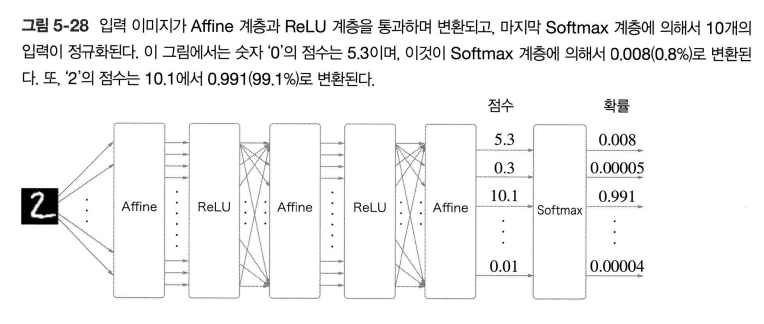 그림 5-28 입력 이미지가 Affine 계층과 ReLU 계층을 통과하며 변환되고, 마지막 Softmax 계층에 의해서 10개의
입력이 정규화된다. 이 그림에서는 숫자 ‘0’의 점수는 5.3이며, 이것이 Softmax 계층에 의해서 0.008(0.8%)로 변환된
다. 또, ‘2’의 점수는 10.1에서 0.991(99.1%)로 변환된다.
점수 확률
5.3 0.008
0.3 0.00005
10.1 0.991
2 Affine ReLU Affine ReLU Affine Softmax
0.01 0.00004